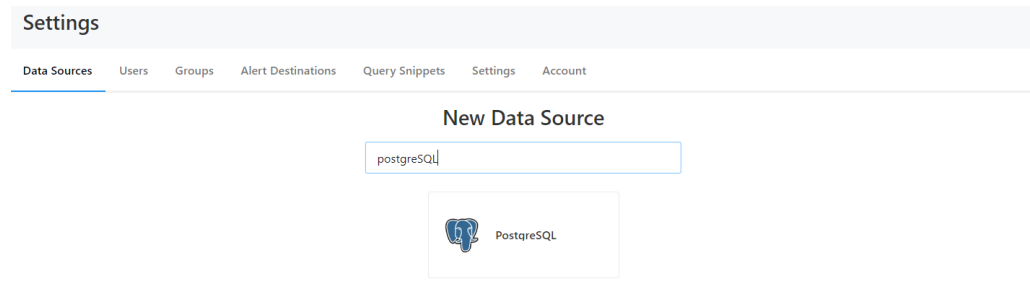 Settings
Data Sources Users Groups Alert Destinations Query Snippets Settings Account
New Data Source
postgreSQL
PostgreSQL